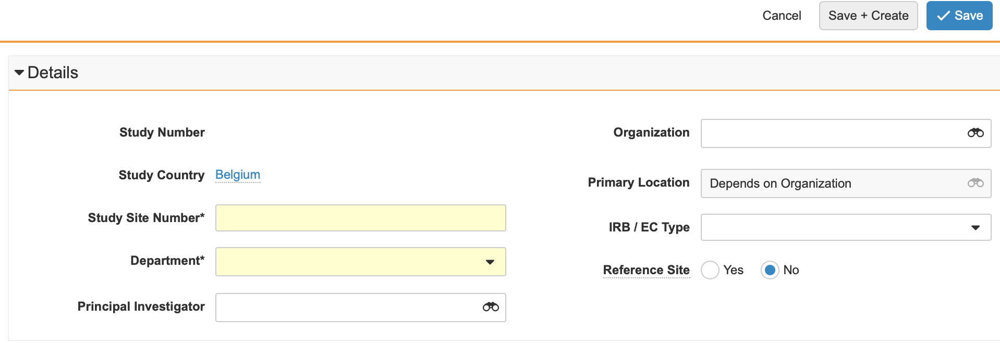 Cancel Save + Create Save
Details
Study Number
Study Country Belgium
Study Site Number*
Department*
Principal Investigator
Organization
Primary Location Depends on Organization
IRB / EC Type
Reference Site Yes No